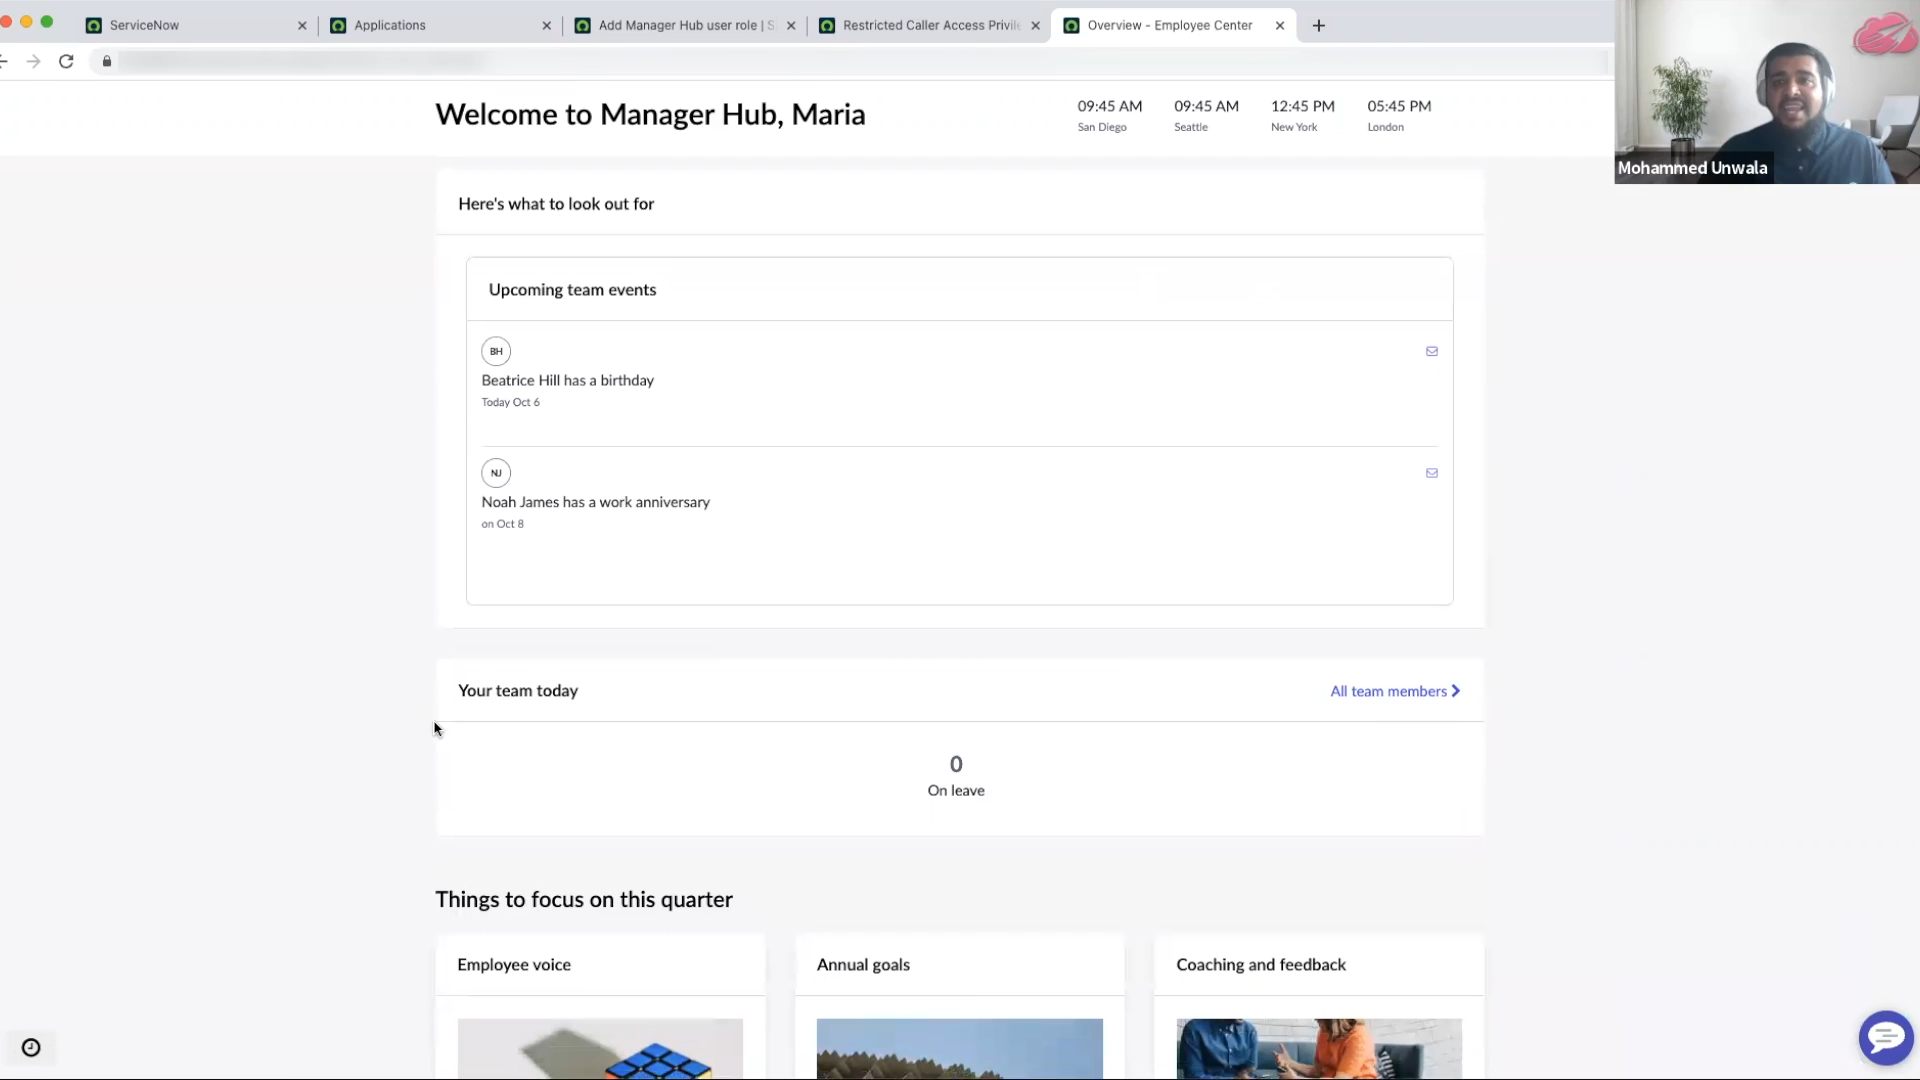 ServiceNow
Applications
Add Manager Hub user role | S
Restricted Caller Access Privile
Overview - Employee Center
Welcome to Manager Hub, Maria
09:45 AM
San Diego
09:45 AM
Seattle
12:45 PM
New York
05:45 PM
London
Mohammed Unwala
Here's what to look out for
Upcoming team events
BH
Beatrice Hill has a birthday
Today Oct 6
NJ
Noah James has a work anniversary
on Oct 8
Your team today
All team members
0
On leave
Things to focus on this quarter
Employee voice
Annual goals
Coaching and feedback